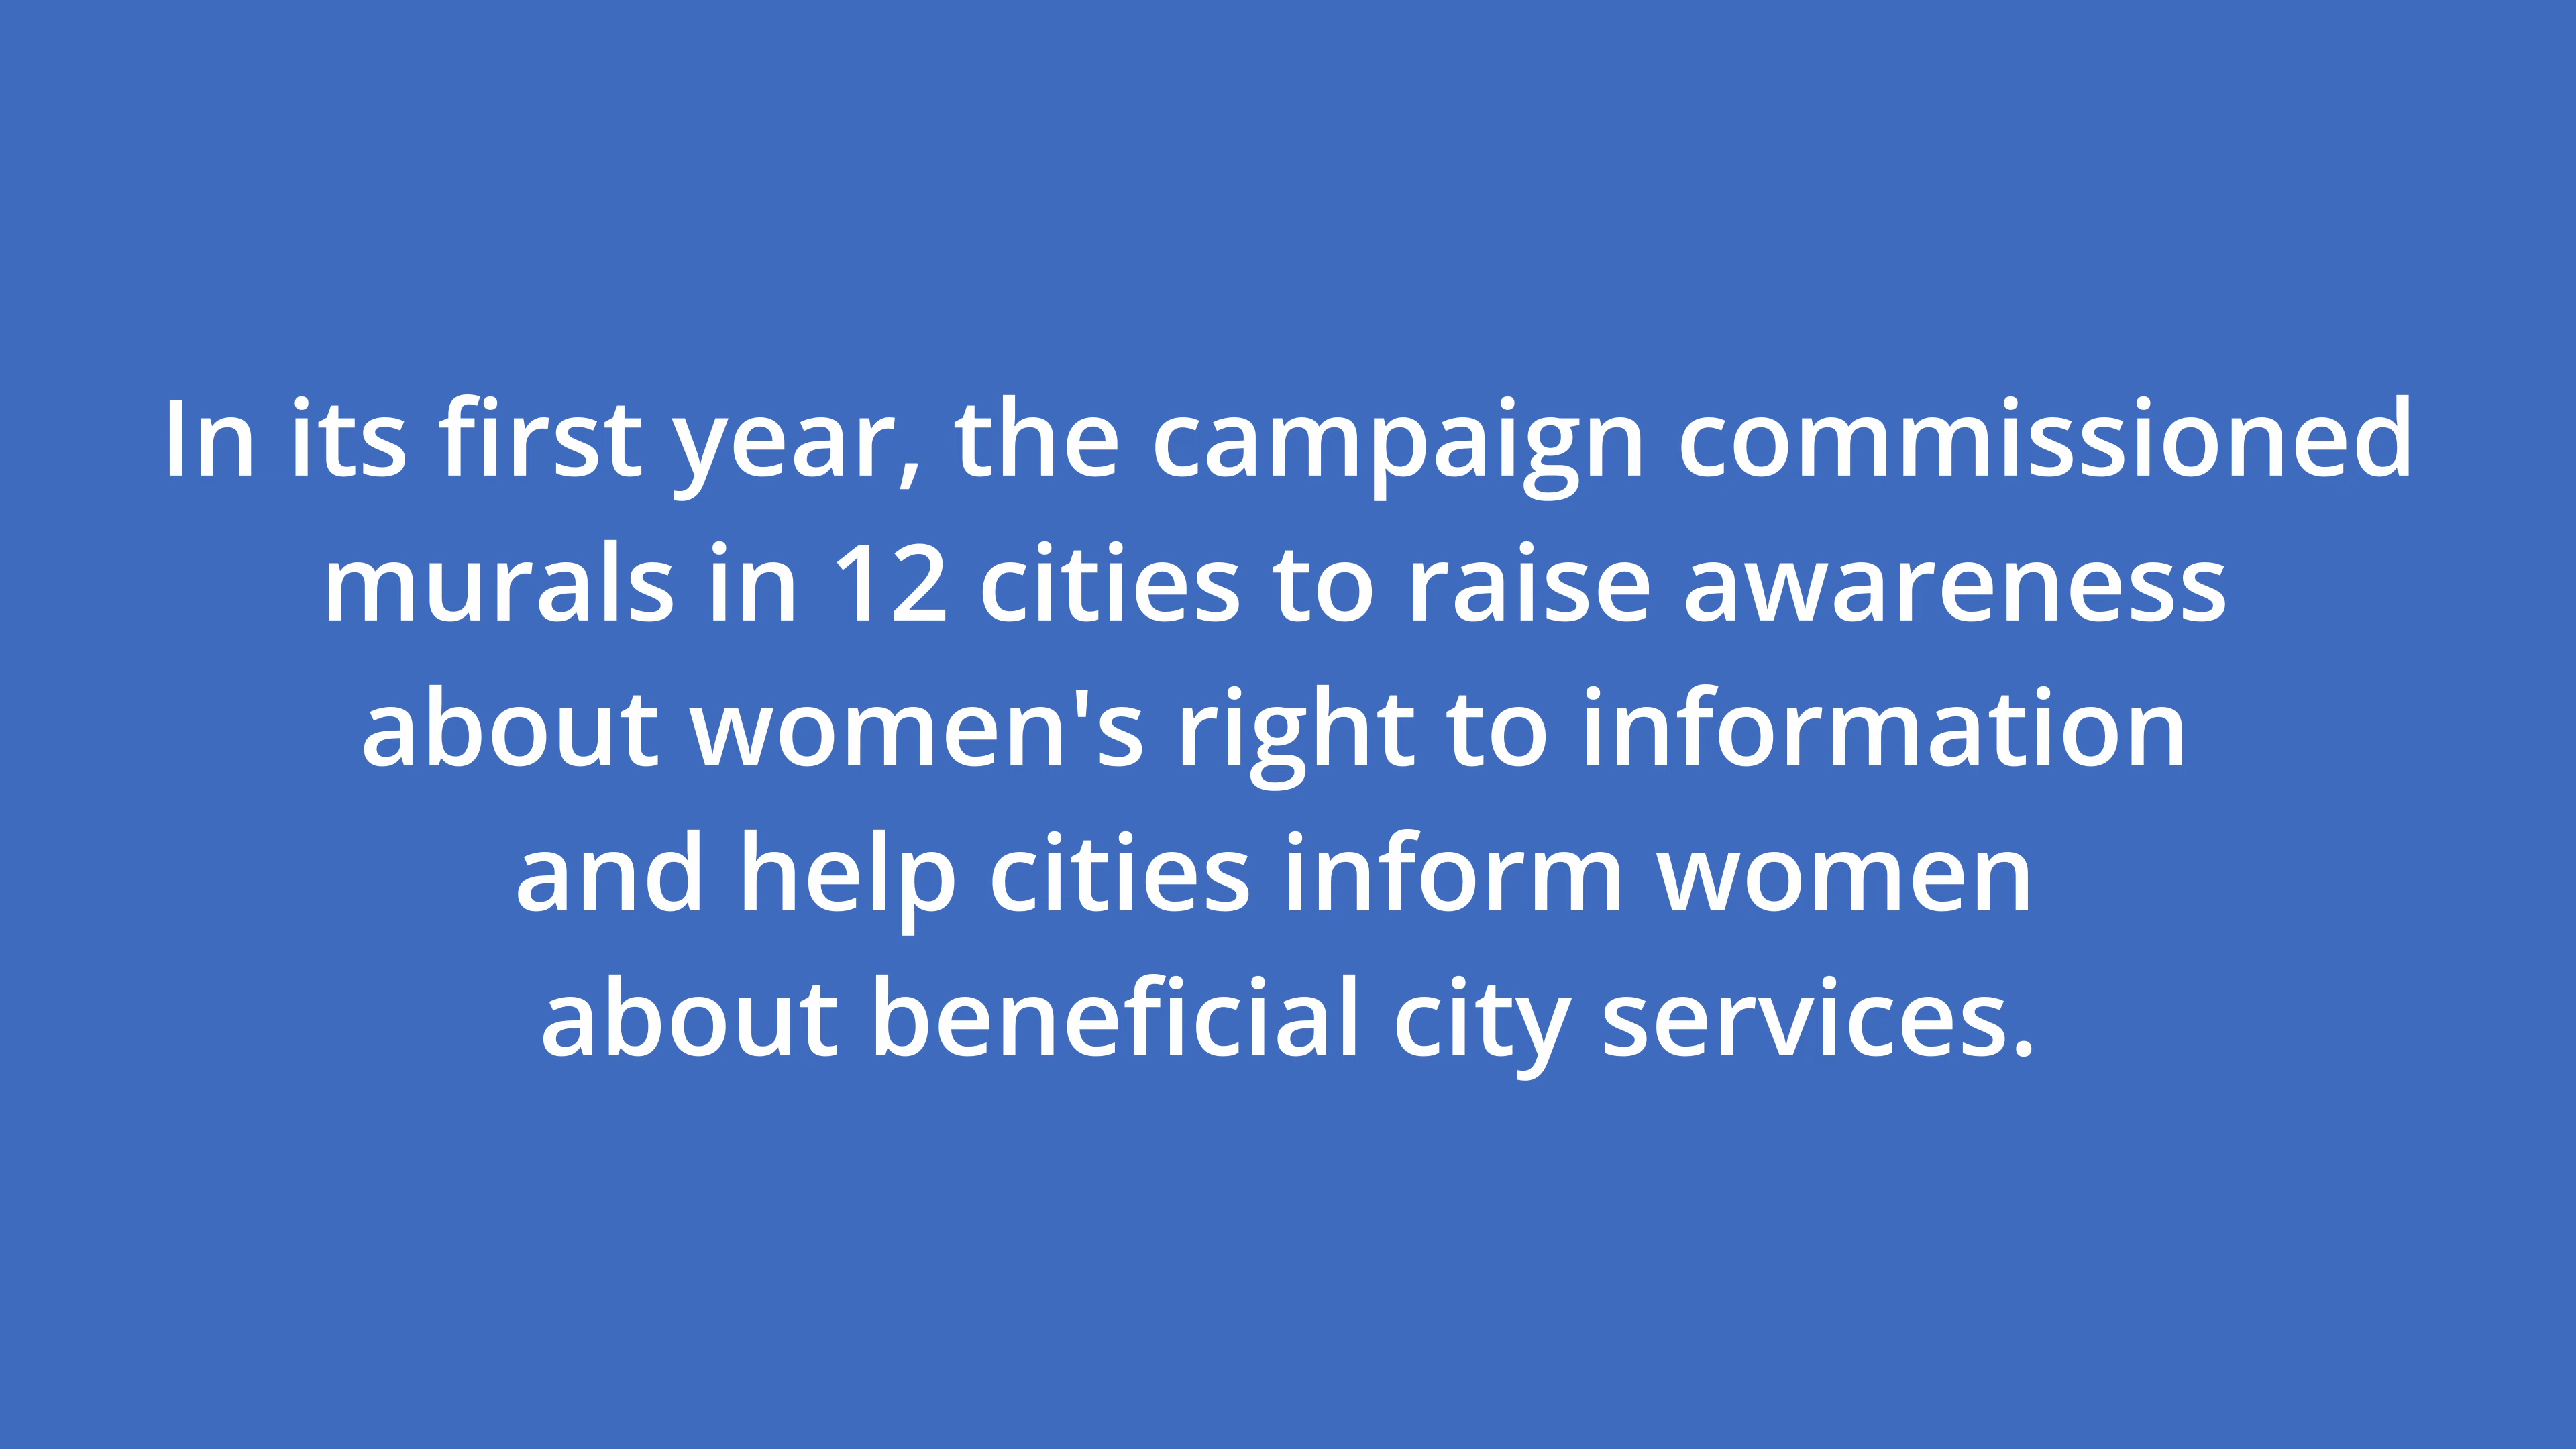 In its first year, the campaign commissioned
murals in 12 cities to raise awareness
about women's right to information
and help cities inform women
about beneficial city services.